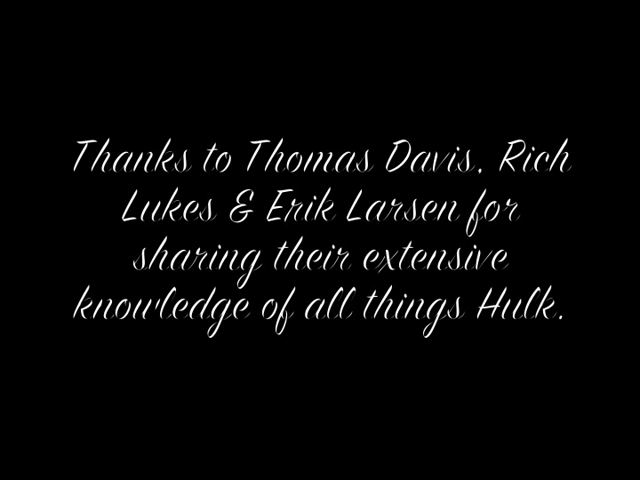 Thanks to Thomas Davis, Rich
Lukes & Erik Larsen for
sharing their extensive
knowledge of all things Hulk.